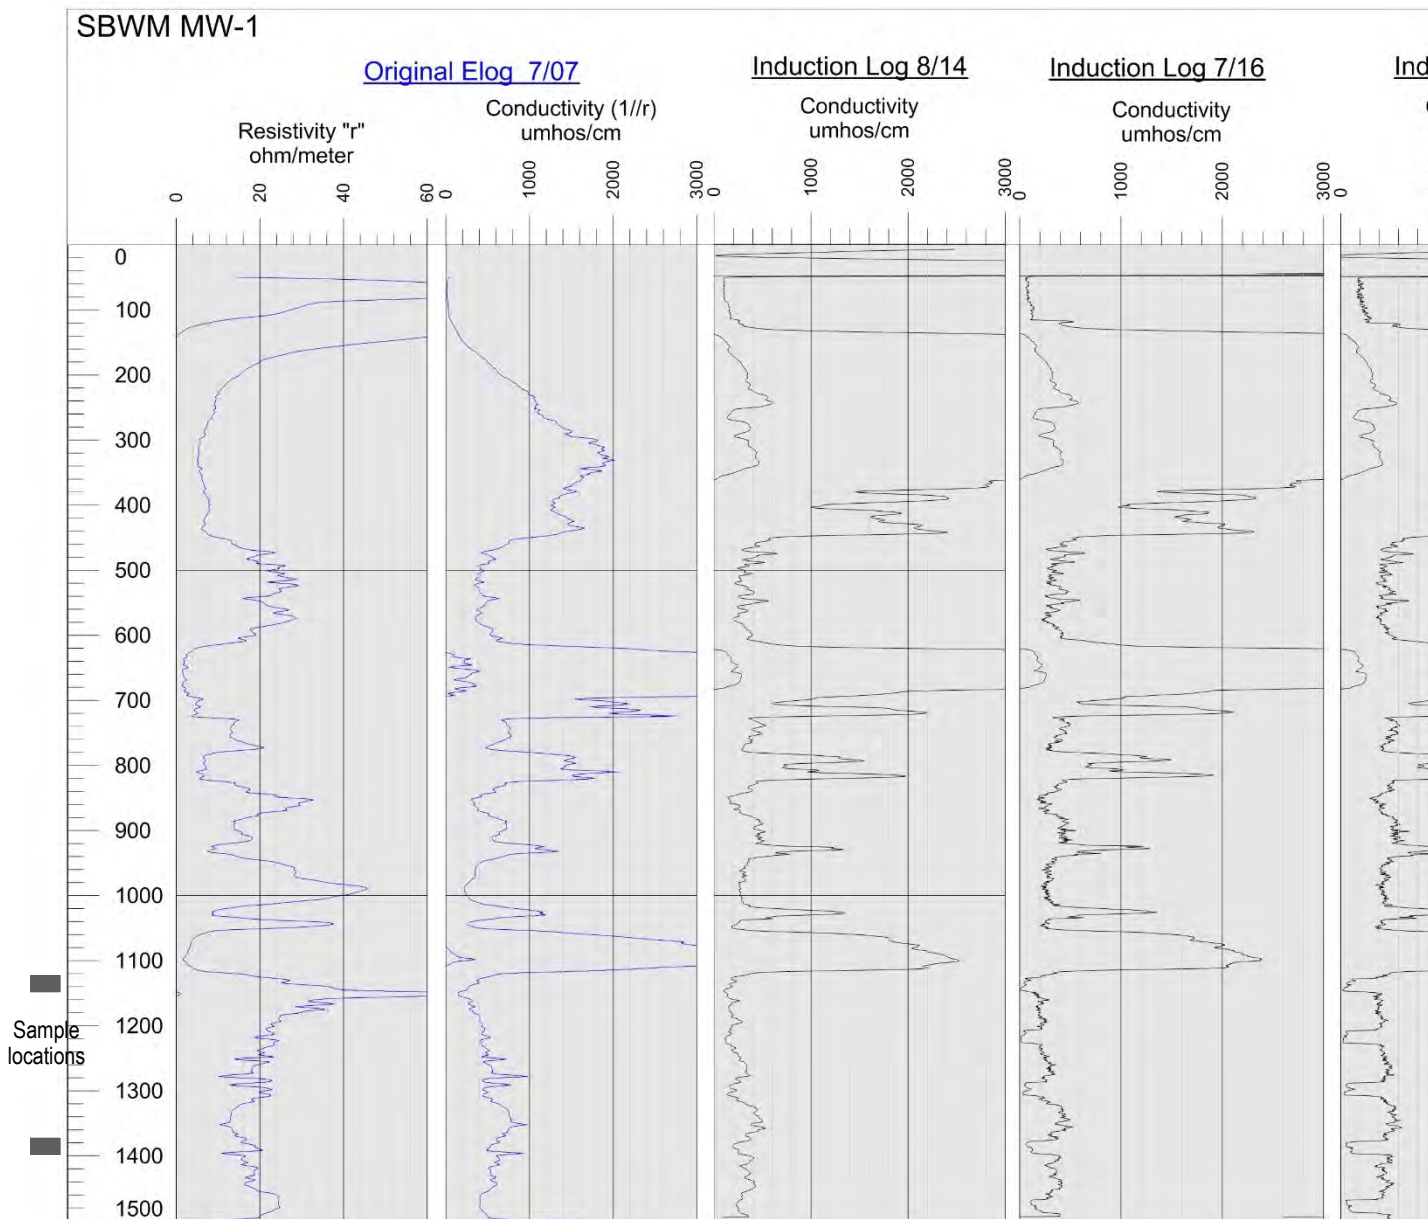 SBWM MW-1
Original Elog 7/07
Induction Log 8/14
Induction Log 7/16
Ind
Resistivity "r"
ohm/meter
Conductivity (1//r)
umhos/cm
Conductivity
umhos/cm
Conductivity
umhos/cm
0 20 40 60
0 1000 2000 3000
0 1000 2000 3000
0 1000 2000 3000
0
0
100
200
300
400
500
600
700
800
900
1000
1100
1200
1300
1400
1500
Sample
locations